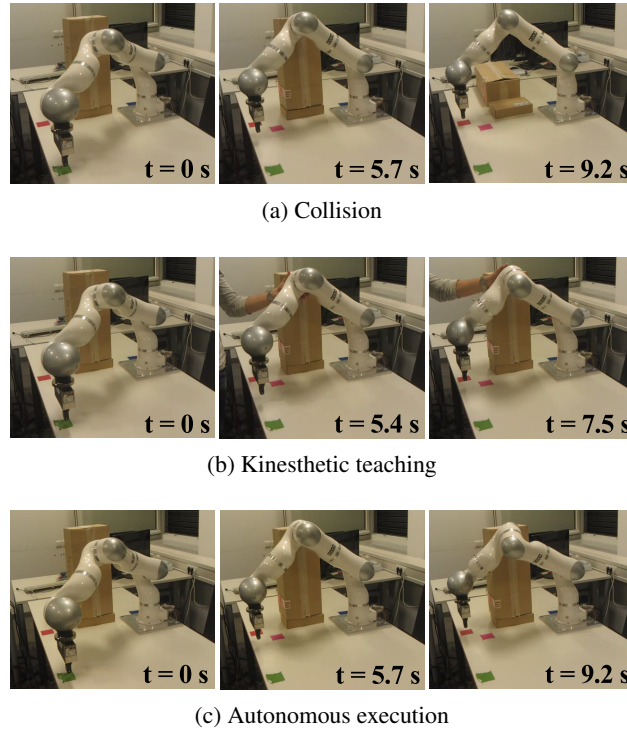 t = 0 s
t = 5.7 s
t = 9.2 s
(a) Collision
t = 0 s
t = 5.4 s
t = 7.5 s
(b) Kinesthetic teaching
t = 0 s
t = 5.7 s
t = 9.2 s
(c) Autonomous execution